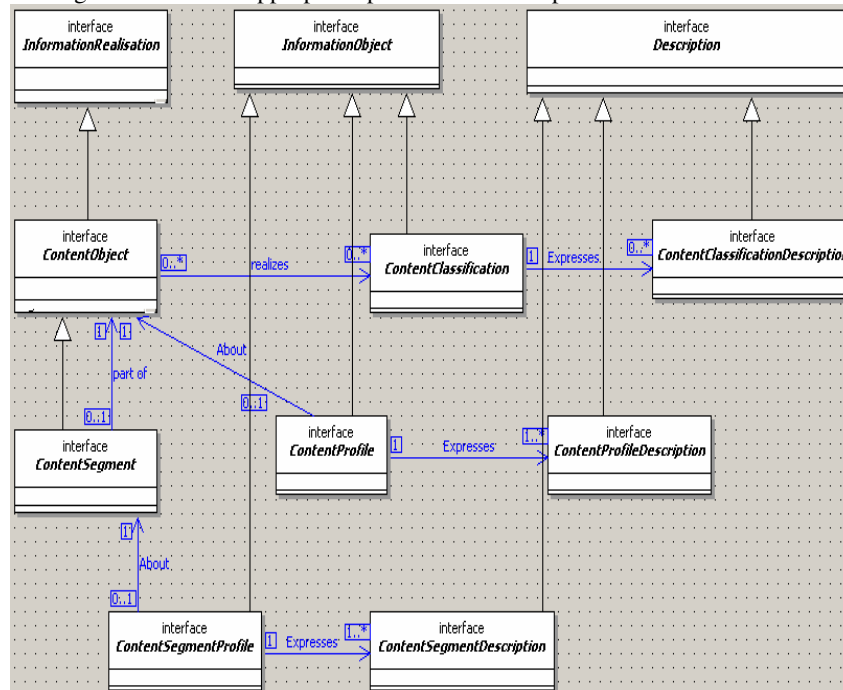 interface
InformationRealisation
interface
InformationObject
interface
Description
interface
ContentObject
0..*
realizes
0..*
interface
ContentClassification
1
Expresses
0..*
interface
ContentClassificationDescription
1
1
part of
0..1
About
0..1
interface
ContentSegment
interface
ContentProfile
1
Expresses
1..*
interface
ContentProfileDescription
1
About
0..1
interface
ContentSegmentProfile
1
Expresses
1..*
interface
ContentSegmentDescription